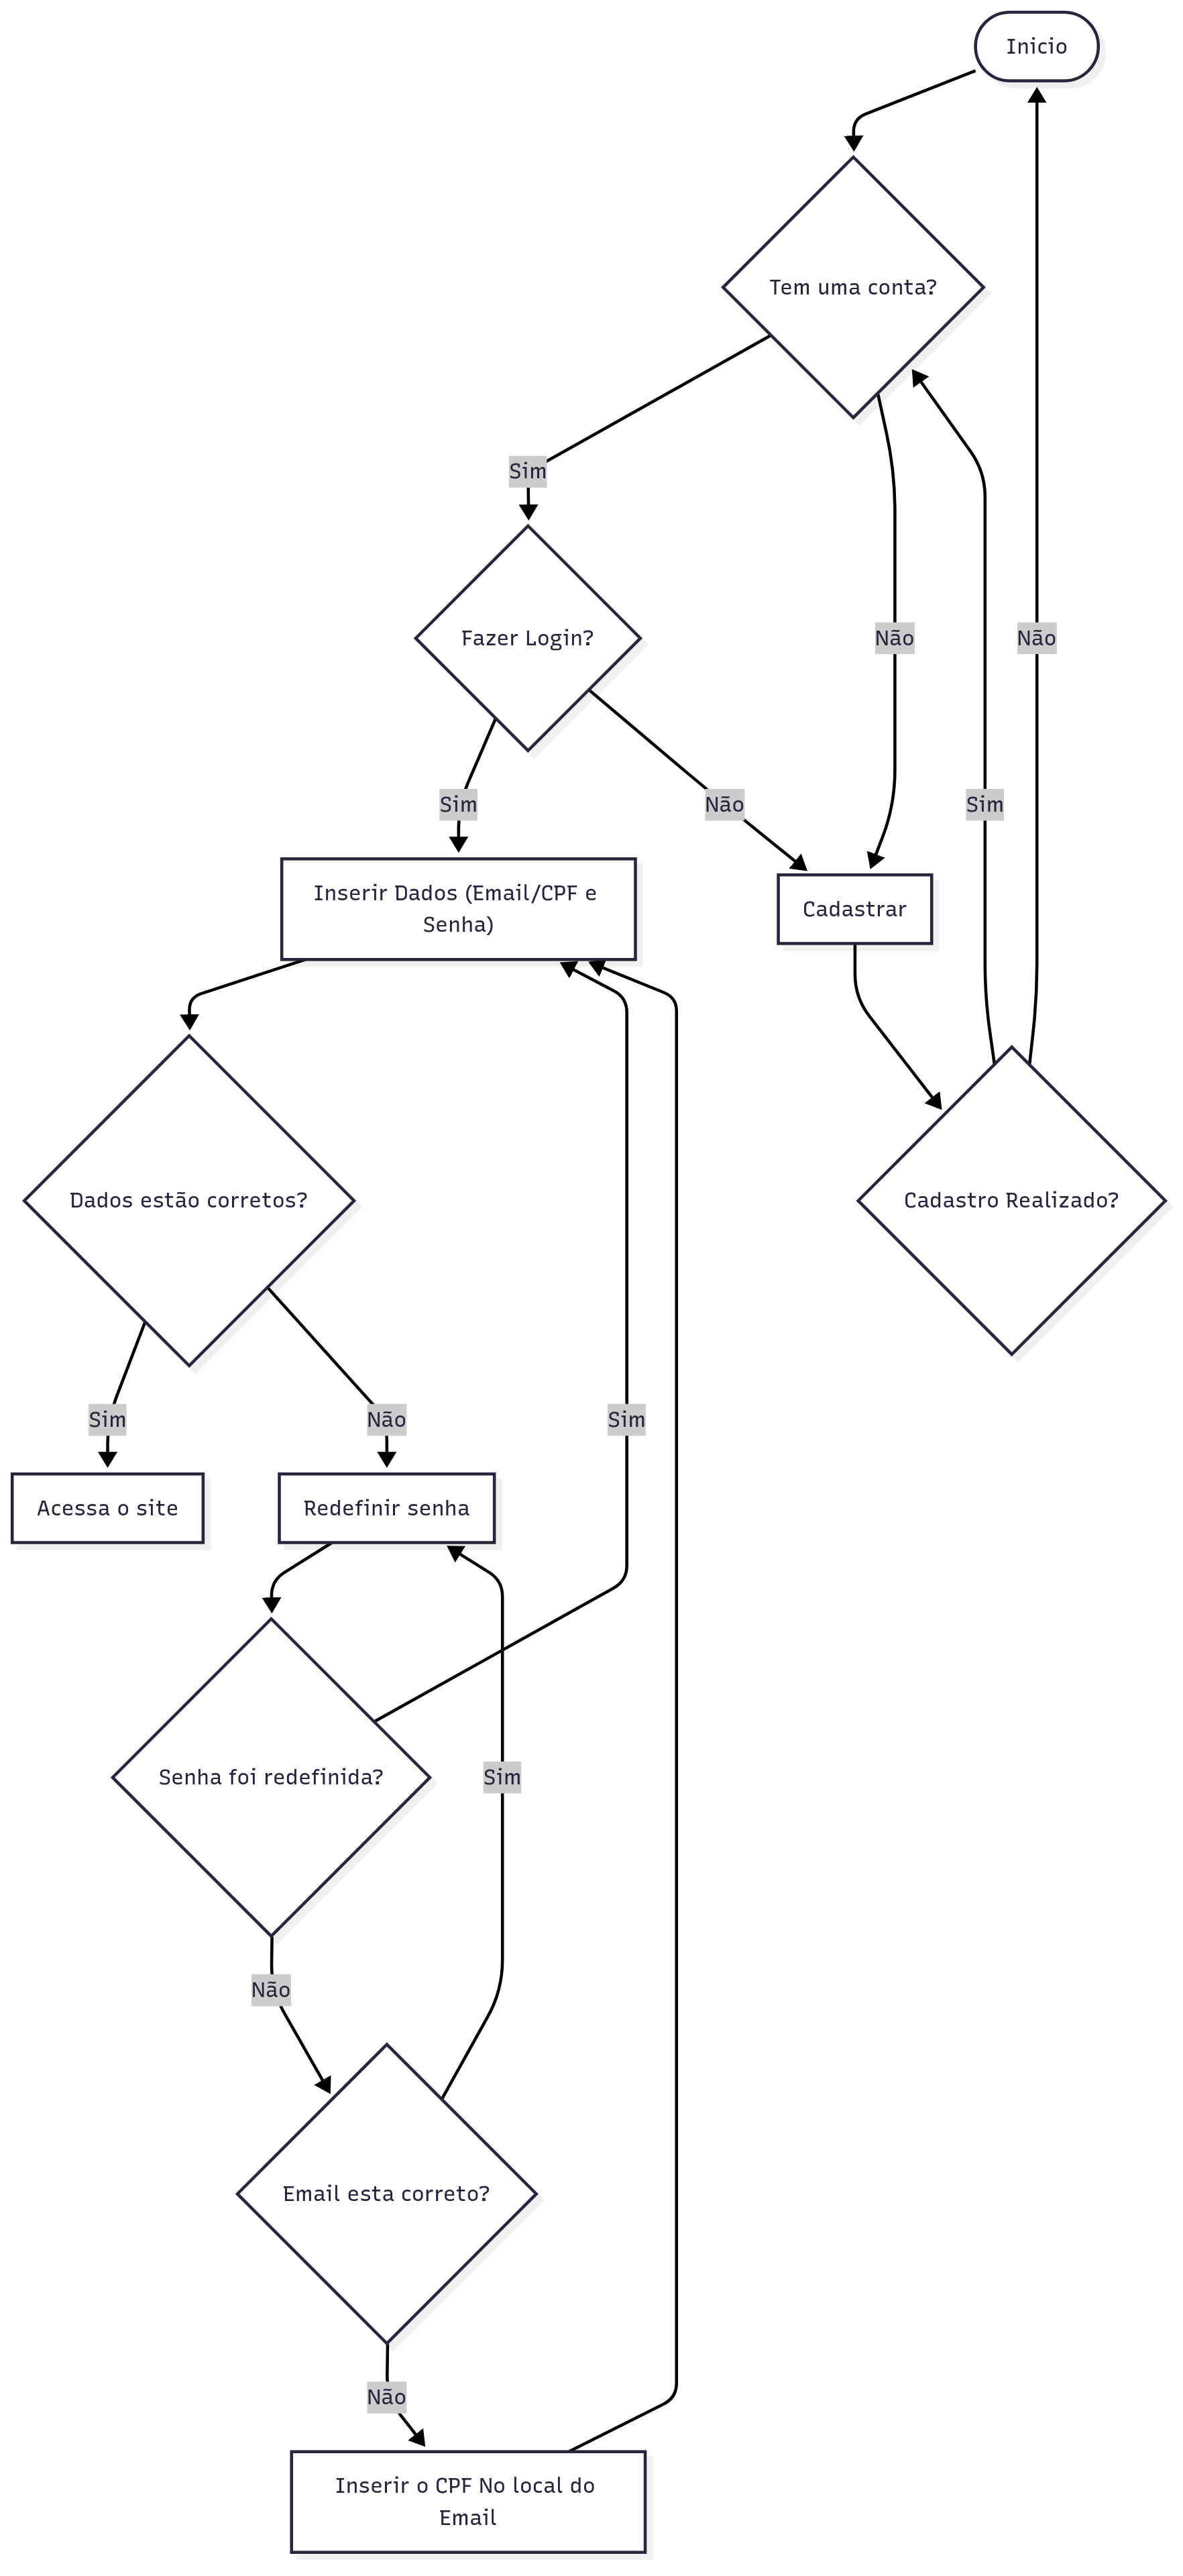 Inicio
Tem uma conta?
Sim
Fazer Login?
Não
Não
Sim
Não
Sim
Inserir Dados (Email/CPF e
Senha)
Cadastrar
Dados estão corretos?
Cadastro Realizado?
Sim
Não
Sim
Acessa o site
Redefinir senha
Senha foi redefinida?
Sim
Não
Email esta correto?
Não
Inserir o CPF No local do
Email